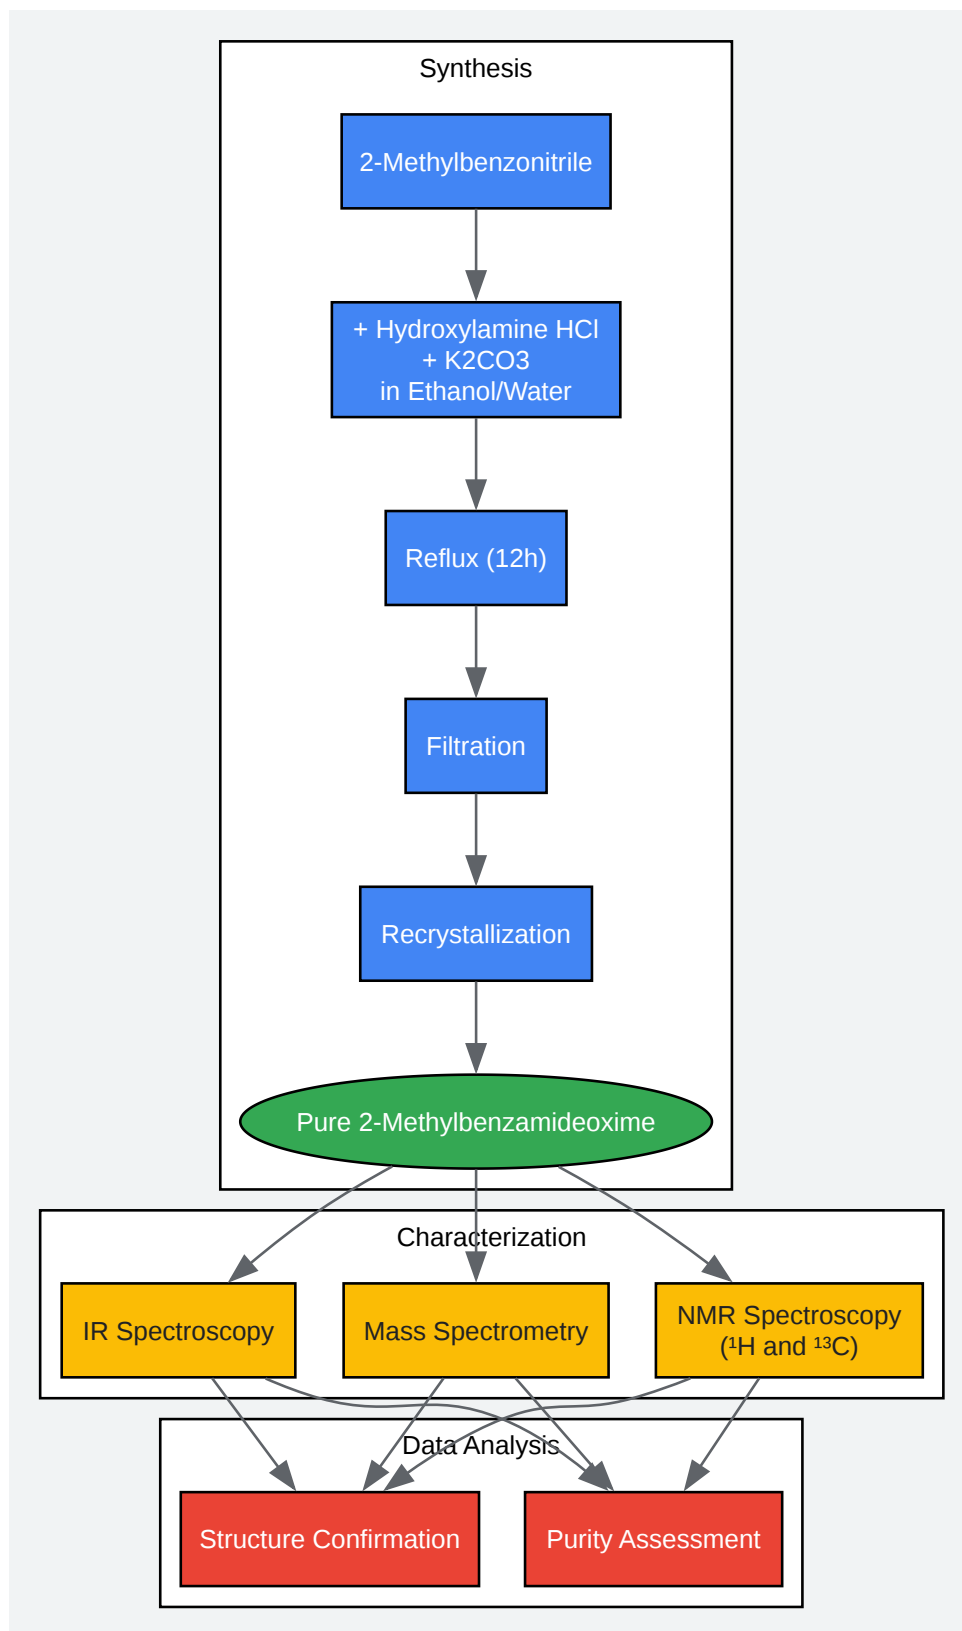 Synthesis
2-Methylbenzonitrile
+ Hydroxylamine HCl
+ K2CO3
in Ethanol/Water
Reflux (12h)
Filtration
Recrystallization
Pure 2-Methylbenzamideoxime
Characterization
IR Spectroscopy
Mass Spectrometry
NMR Spectroscopy
(¹H and ¹³C)
Data Analysis
Structure Confirmation
Purity Assessment